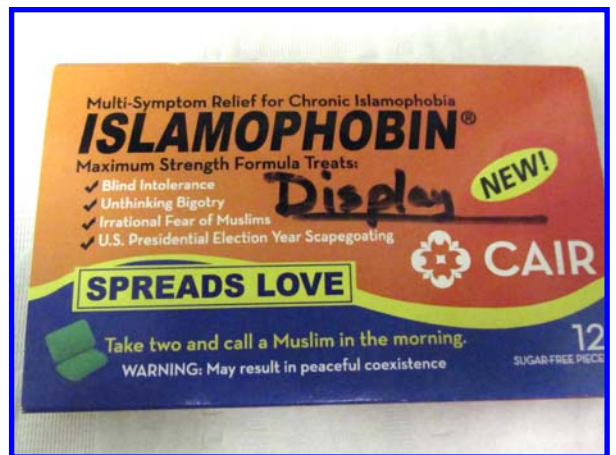 Multi-Symptom Relief for Chronic Islamophobia
ISLAMOPHOBIN®
Maximum Strength Formula Treats:
✓ Blind Intolerance
✓ Unthinking Bigotry
✓ Irrational Fear of Muslims
✓ U.S. Presidential Election Year Scapegoating
Display
NEW!
CAIR
SPREADS LOVE
Take two and call a Muslim in the morning.
WARNING: May result in peaceful coexistence
12
SUGAR-FREE PIECE